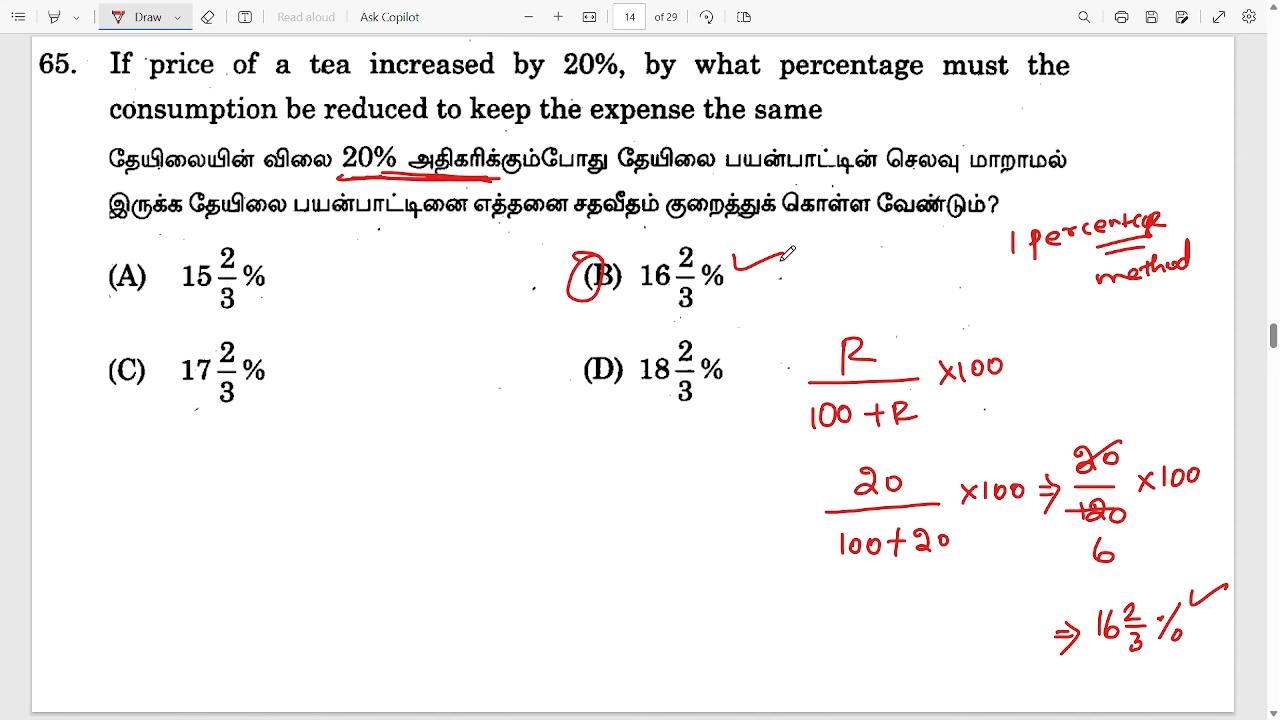 Draw Read aloud Ask Copilot 14 of 29
65. If price of a tea increased by 20%, by what percentage must the
consumption be reduced to keep the expense the same
தேயிலையின் விலை 20% அதிகரிக்கும்போது தேயிலை பயன்பாட்டின் செலவு மாறாமல்
இருக்க தேயிலை பயன்பாட்டினை எத்தனை சதவீதம் குறைத்துக் கொள்ள வேண்டும்?
(A) 15 2/3 %
(B) 16 2/3 %
(C) 17 2/3 %
(D) 18 2/3 %
1 percentage
method
R/100+R ×100
20/100+20 ×100 ⇒ 20/120 ×100
6
⇒ 16 2/3 %